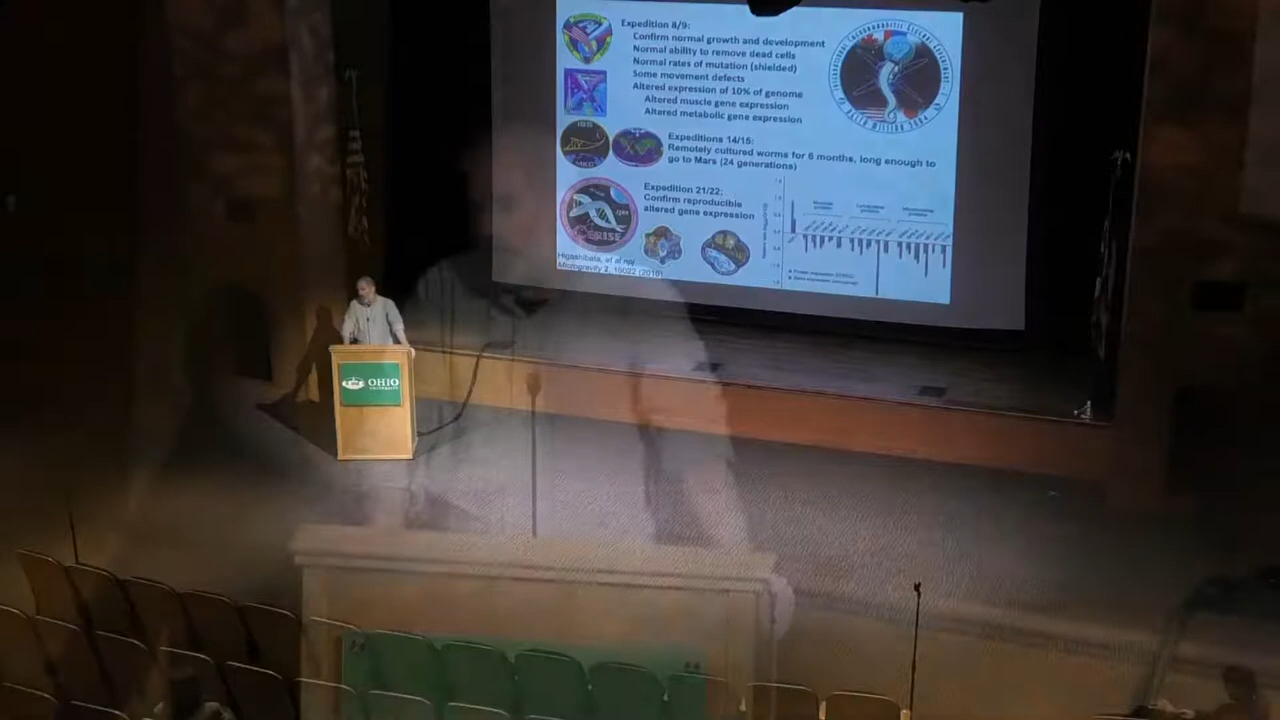 Expedition 8/9:
Confirm normal growth and development
Normal ability to remove dead cells
Normal rates of mutation (shielded)
Some movement defects
Altered expression of 10% of genome
Altered muscle gene expression
Altered metabolic gene expression
Expeditions 14/15:
Remotely cultured worms for 6 months, long enough to
go to Mars (24 generations)
Expedition 21/22:
Confirm reproducible
altered gene expression
CERISE
Higashibata, et al npj
Microgravity 2, 15022 (2016)
OHIO
UNIVERSITY